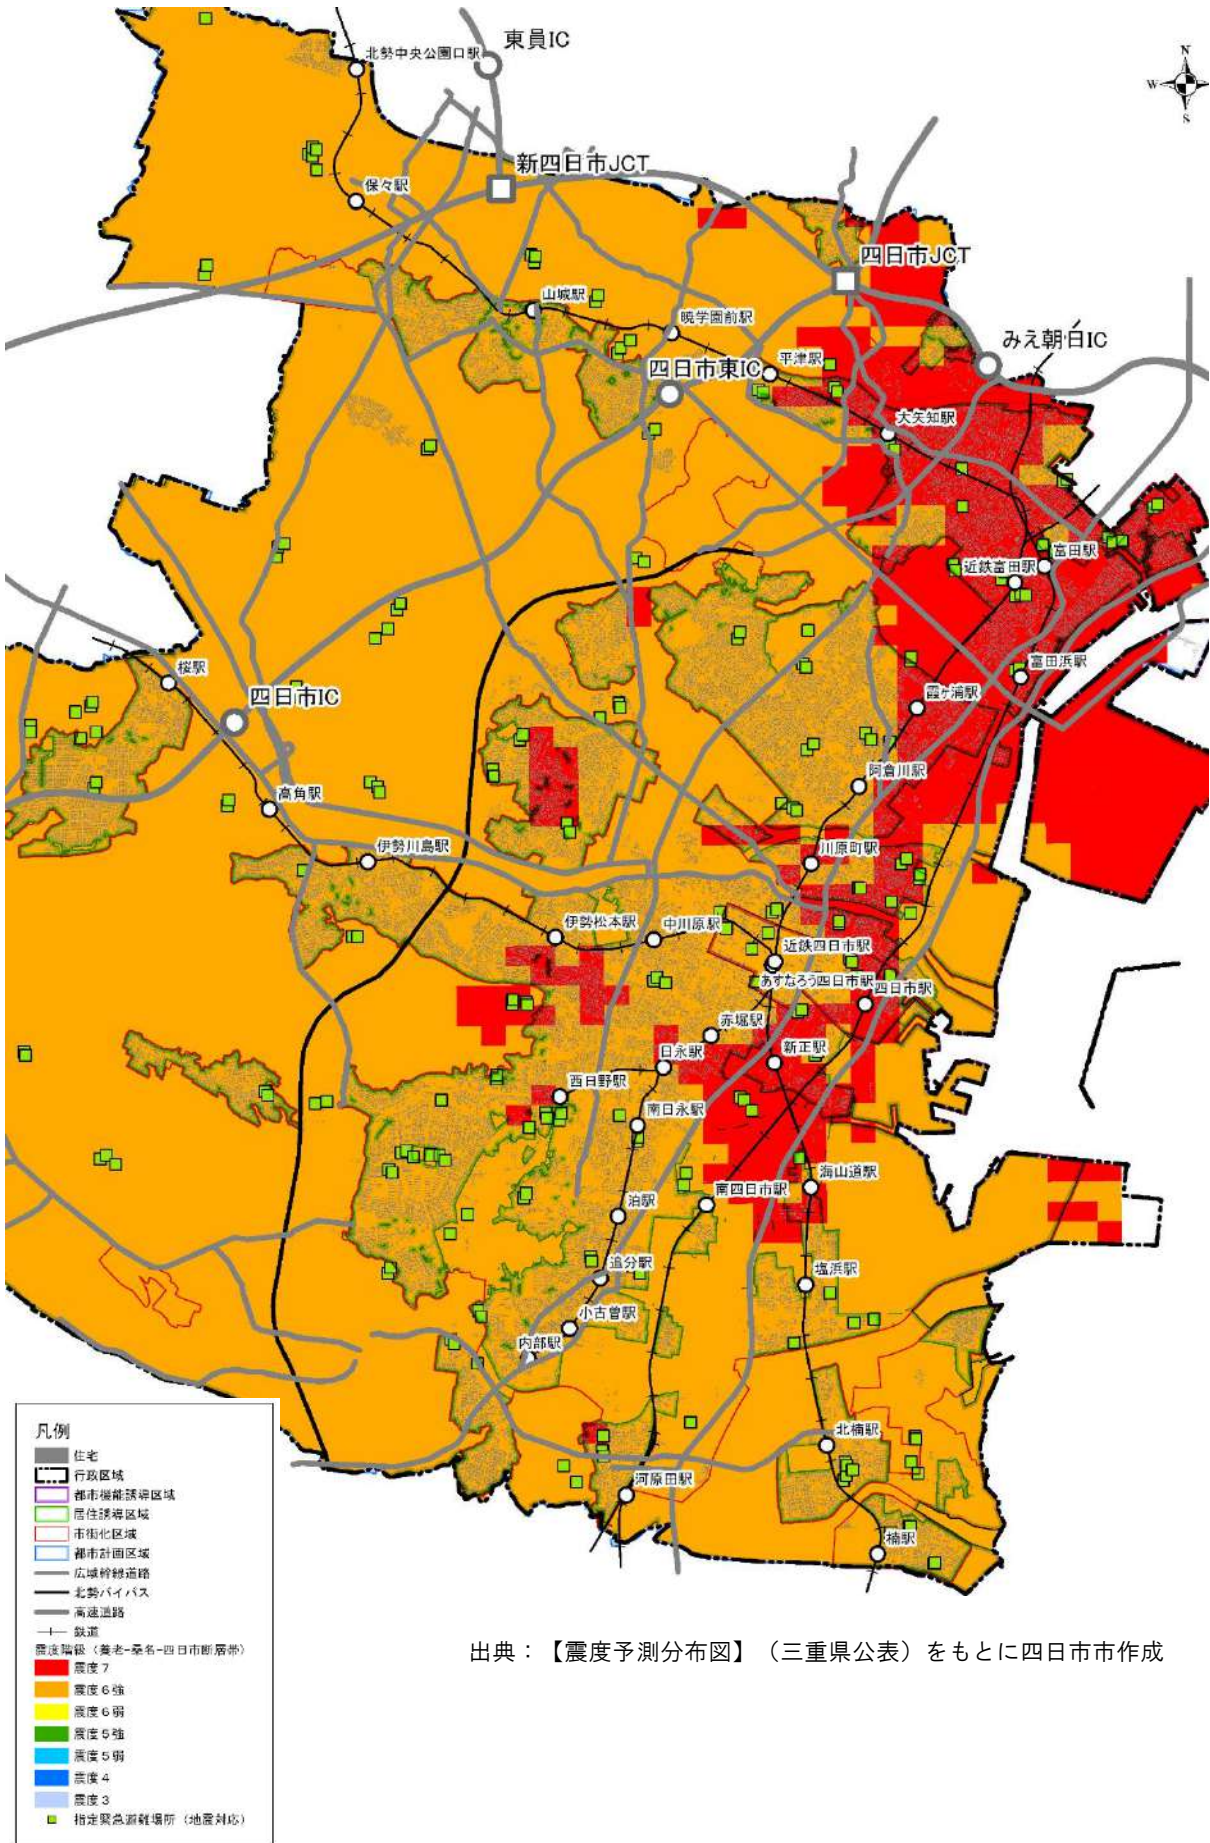 東員IC
北勢中央公園口駅
N
W
S
新四日市JCT
保々駅
四日市JCT
山城駅
暁学園前駅
みえ朝日IC
平津駅
四日市東IC
大矢知駅
富田駅
近鉄富田駅
桜駅
富田浜駅
四日市IC
霞ヶ浦駅
阿倉川駅
高角駅
伊勢川島駅
川原町駅
伊勢松本駅
中川原駅
近鉄四日市駅
あすなろう四日市駅
四日市駅
赤堀駅
日永駅
新正駅
西日野駅
南日永駅
海山道駅
南四日市駅
泊駅
追分駅
塩浜駅
小古曽駅
内部駅
北楠駅
河原田駅
楠駅
凡例
住宅
行政区域
都市機能誘導区域
居住誘導区域
市街化区域
都市計画区域
広域幹線道路
北勢バイパス
高速道路
鉄道
震度階級（養老-桑名-四日市断層帯）
震度７
震度６強
震度６弱
震度５強
震度５弱
震度４
震度３
指定緊急避難場所（地震対応）
出典：【震度予測分布図】（三重県公表）をもとに四日市市作成